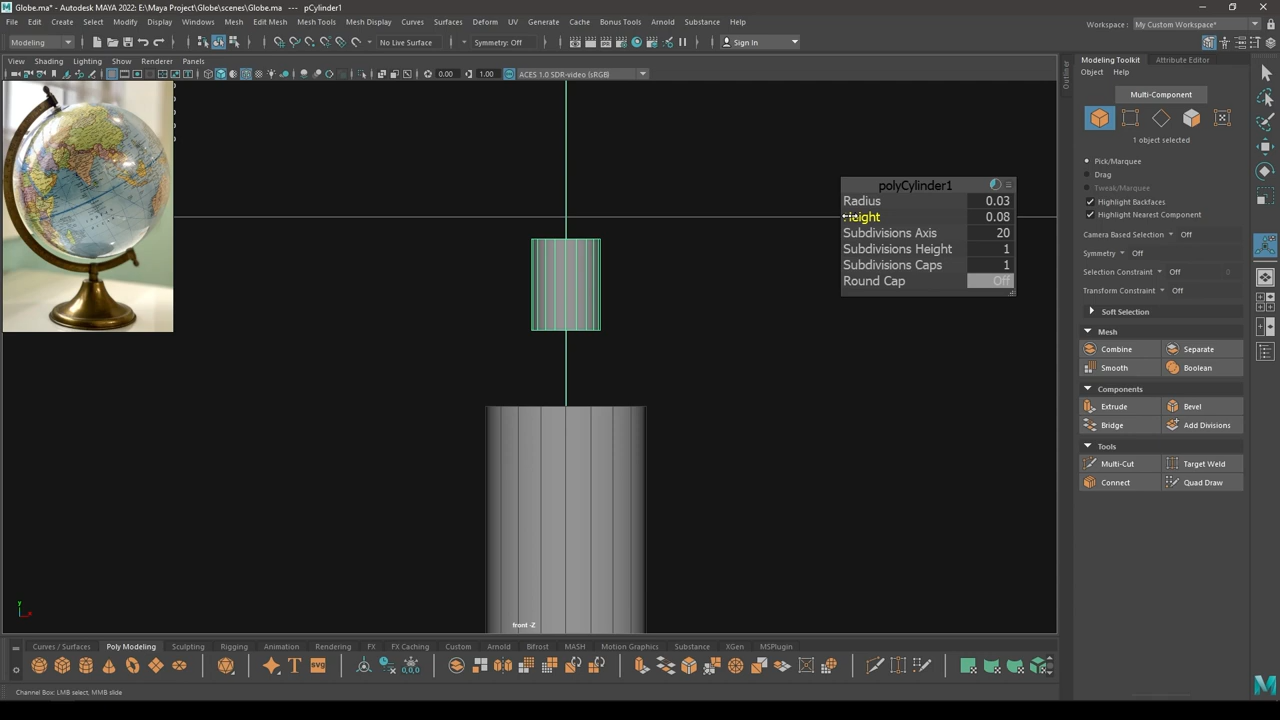 Globe.ma* - Autodesk MAYA 2022: E:\Maya Project\Globe\scenes\Globe.ma* --- pCylinder1
File Edit Create Select Modify Display Windows Mesh Edit Mesh Mesh Tools Mesh Display Curves Surfaces Deform UV Generate Cache Bonus Tools Arnold Substance Help
Workspace : My Custom Workspace*
Modeling No Live Surface Symmetry: Off Sign In
View Shading Lighting Show Renderer Panels
0.00 1.00 ACES 1.0 SDR-video (sRGB)
Outliner
Modeling Toolkit Attribute Editor
Object Help
Multi-Component
1 object selected
Pick/Marquee
Drag
Tweak/Marquee
Highlight Backfaces
Highlight Nearest Component
Camera Based Selection Off
Symmetry Off
Selection Constraint Off 0
Transform Constraint Off
Soft Selection
Mesh
Combine Separate
Smooth Boolean
Components
Extrude Bevel
Bridge Add Divisions
Tools
Multi-Cut Target Weld
Connect Quad Draw
polyCylinder1
Radius 0.03
Height 0.08
Subdivisions Axis 20
Subdivisions Height 1
Subdivisions Caps 1
Round Cap Off
y
x
front -Z
Curves / Surfaces Poly Modeling Sculpting Rigging Animation Rendering FX FX Caching Custom Arnold Bifrost MASH Motion Graphics Substance XGen MSPlugin
T SVG 0,0,0
Channel Box: LMB select, MMB slide
M